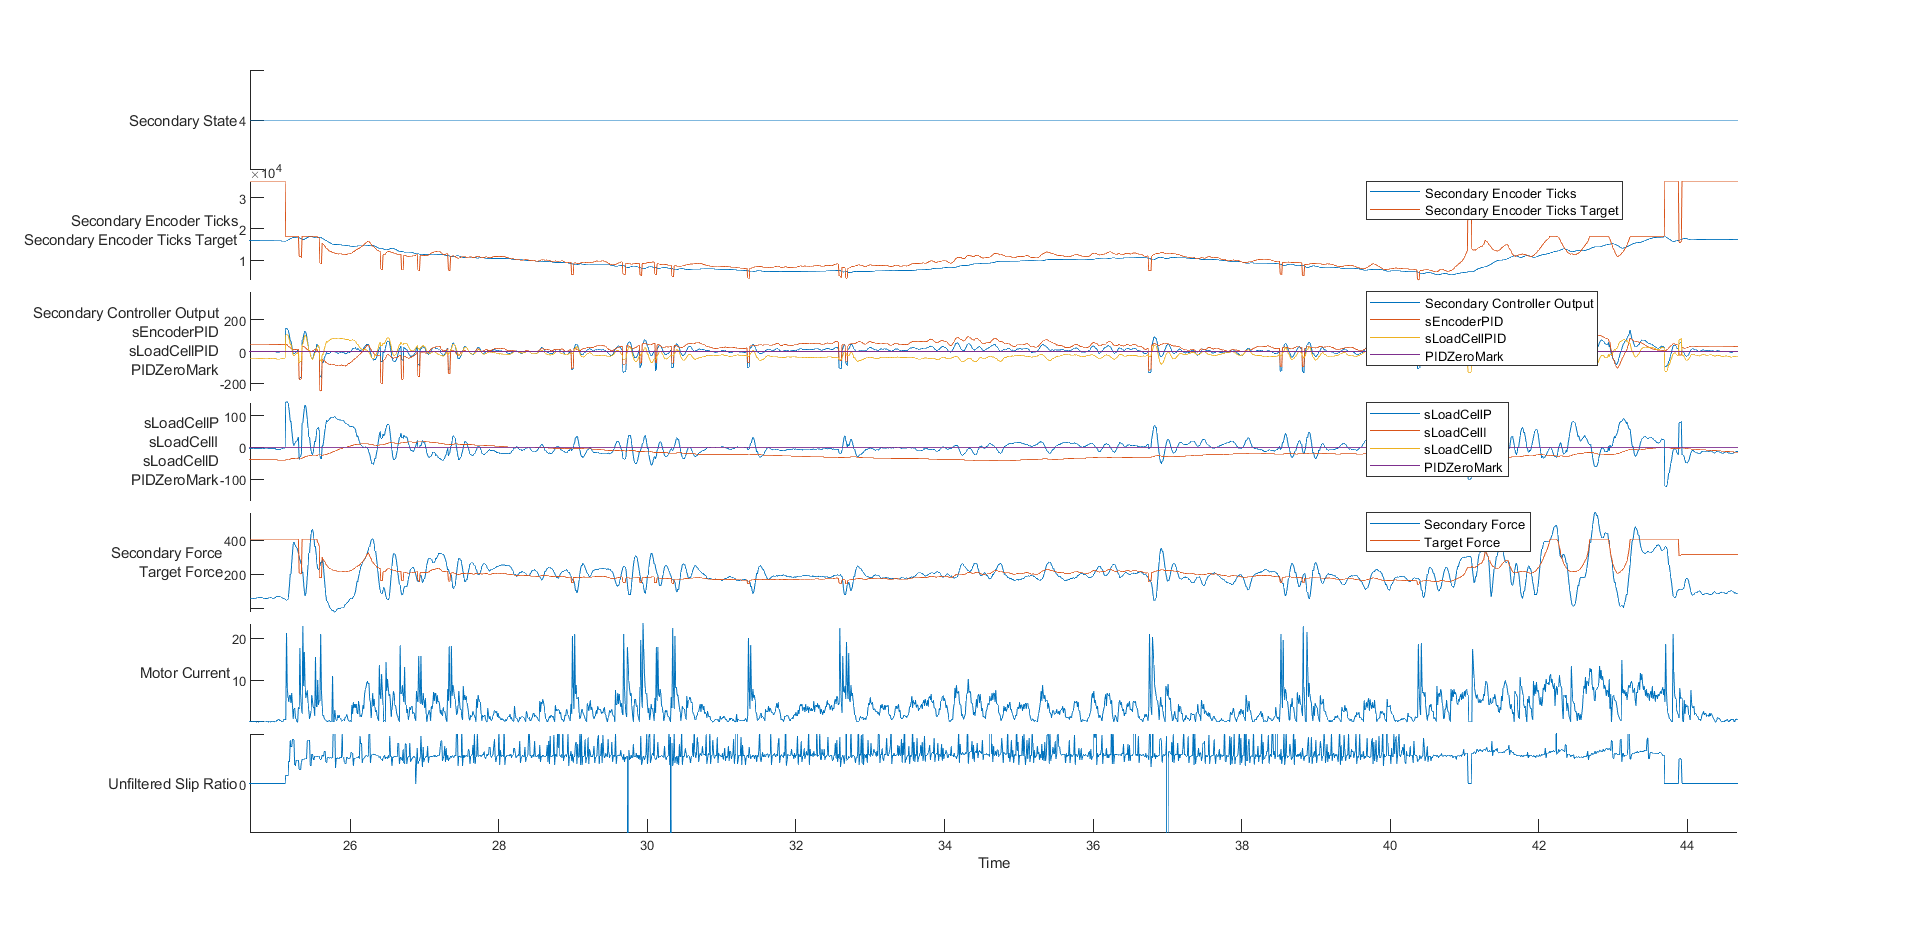 Secondary State
4
×10⁴
3
2
1
Secondary Encoder Ticks
Secondary Encoder Ticks Target
Secondary Encoder Ticks
Secondary Encoder Ticks Target
Secondary Controller Output
sEncoderPID
sLoadCellPID
PIDZeroMark
200
0
-200
Secondary Controller Output
sEncoderPID
sLoadCellPID
PIDZeroMark
sLoadCellP
sLoadCellI
sLoadCellD
PIDZeroMark
100
0
-100
sLoadCellP
sLoadCellI
sLoadCellD
PIDZeroMark
Secondary Force
Target Force
400
200
Secondary Force
Target Force
Motor Current
20
10
Unfiltered Slip Ratio
0
26 28 30 32 34 36 38 40 42 44
Time